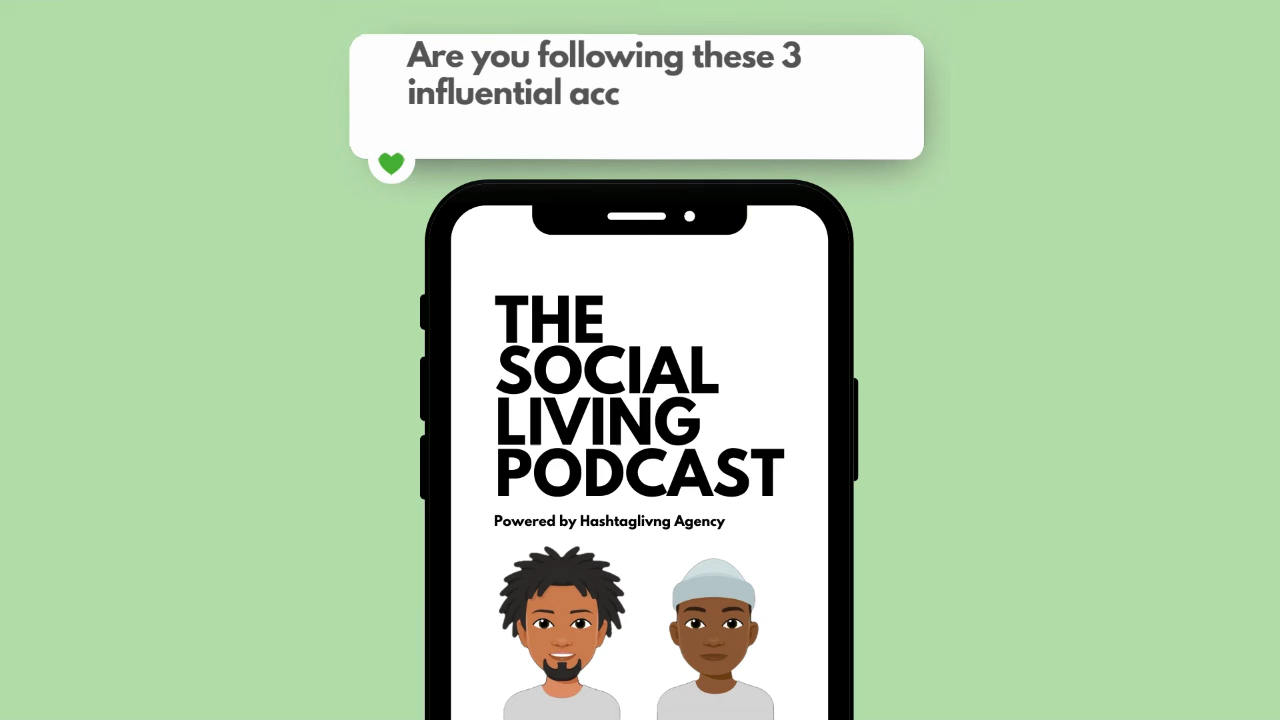 Are you following these 3
influential acc
THE
SOCIAL
LIVING
PODCAST
Powered by Hashtaglivng Agency